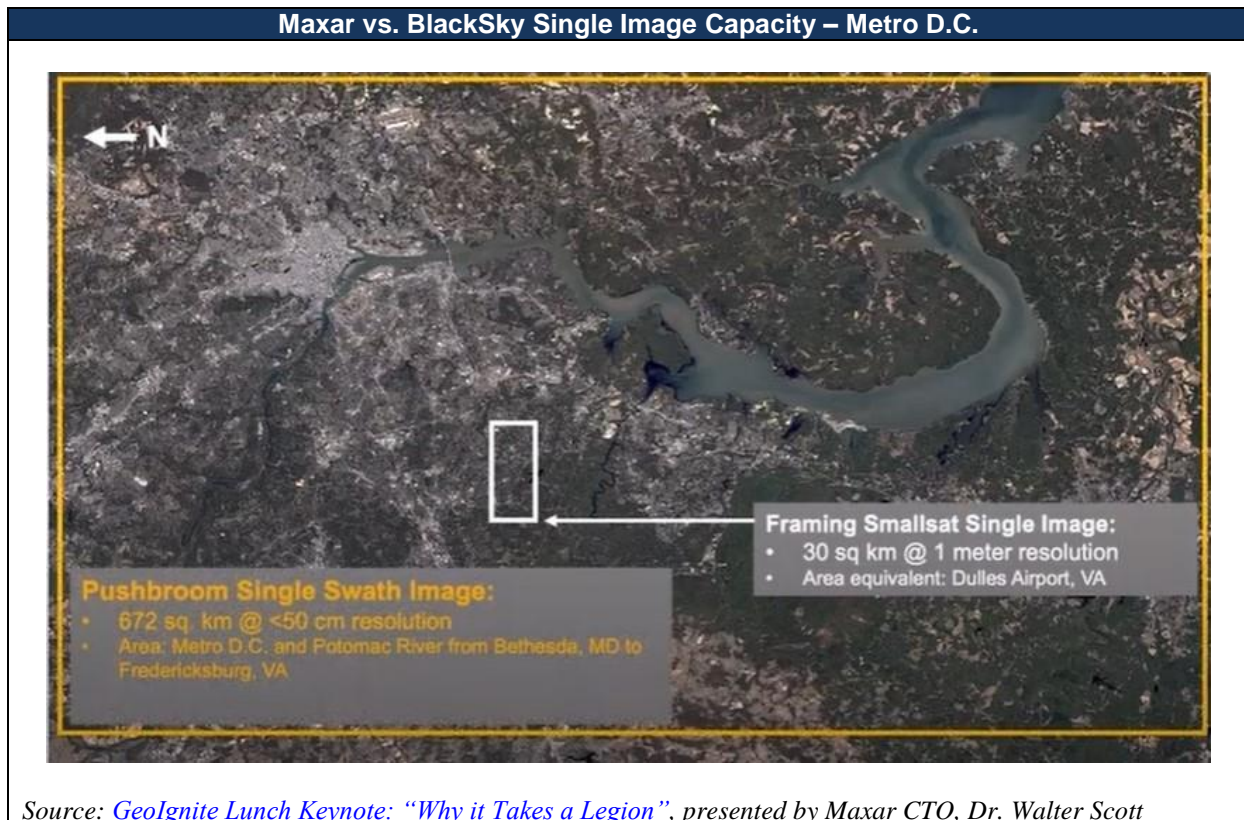 Maxar vs. BlackSky Single Image Capacity – Metro D.C.
N
Framing Smallsat Single Image:
• 30 sq km @ 1 meter resolution
• Area equivalent: Dulles Airport, VA
Pushbroom Single Swath Image:
• 672 sq. km @ <50 cm resolution
• Area: Metro D.C. and Potomac River from Bethesda, MD to
Fredericksburg, VA
Source: GeoIgnite Lunch Keynote: “Why it Takes a Legion”, presented by Maxar CTO, Dr. Walter Scott